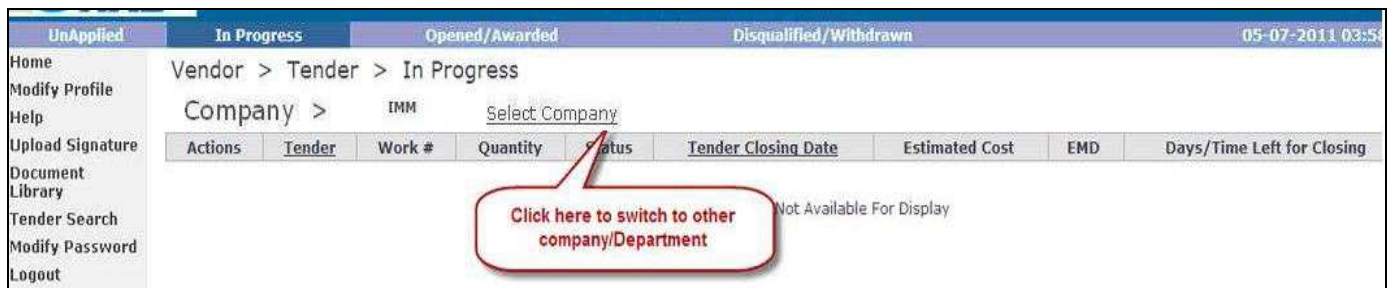 UnApplied In Progress Opened/Awarded Disqualified/Withdrawn 05-07-2011 03:58
Home
Modify Profile
Help
Upload Signature
Document
Library
Tender Search
Modify Password
Logout
Vendor > Tender > In Progress
Company > IMM Select Company
Actions Tender Work # Quantity Tender Closing Date Estimated Cost EMD Days/Time Left for Closing
Not Available For Display
Click here to switch to other
company/Department